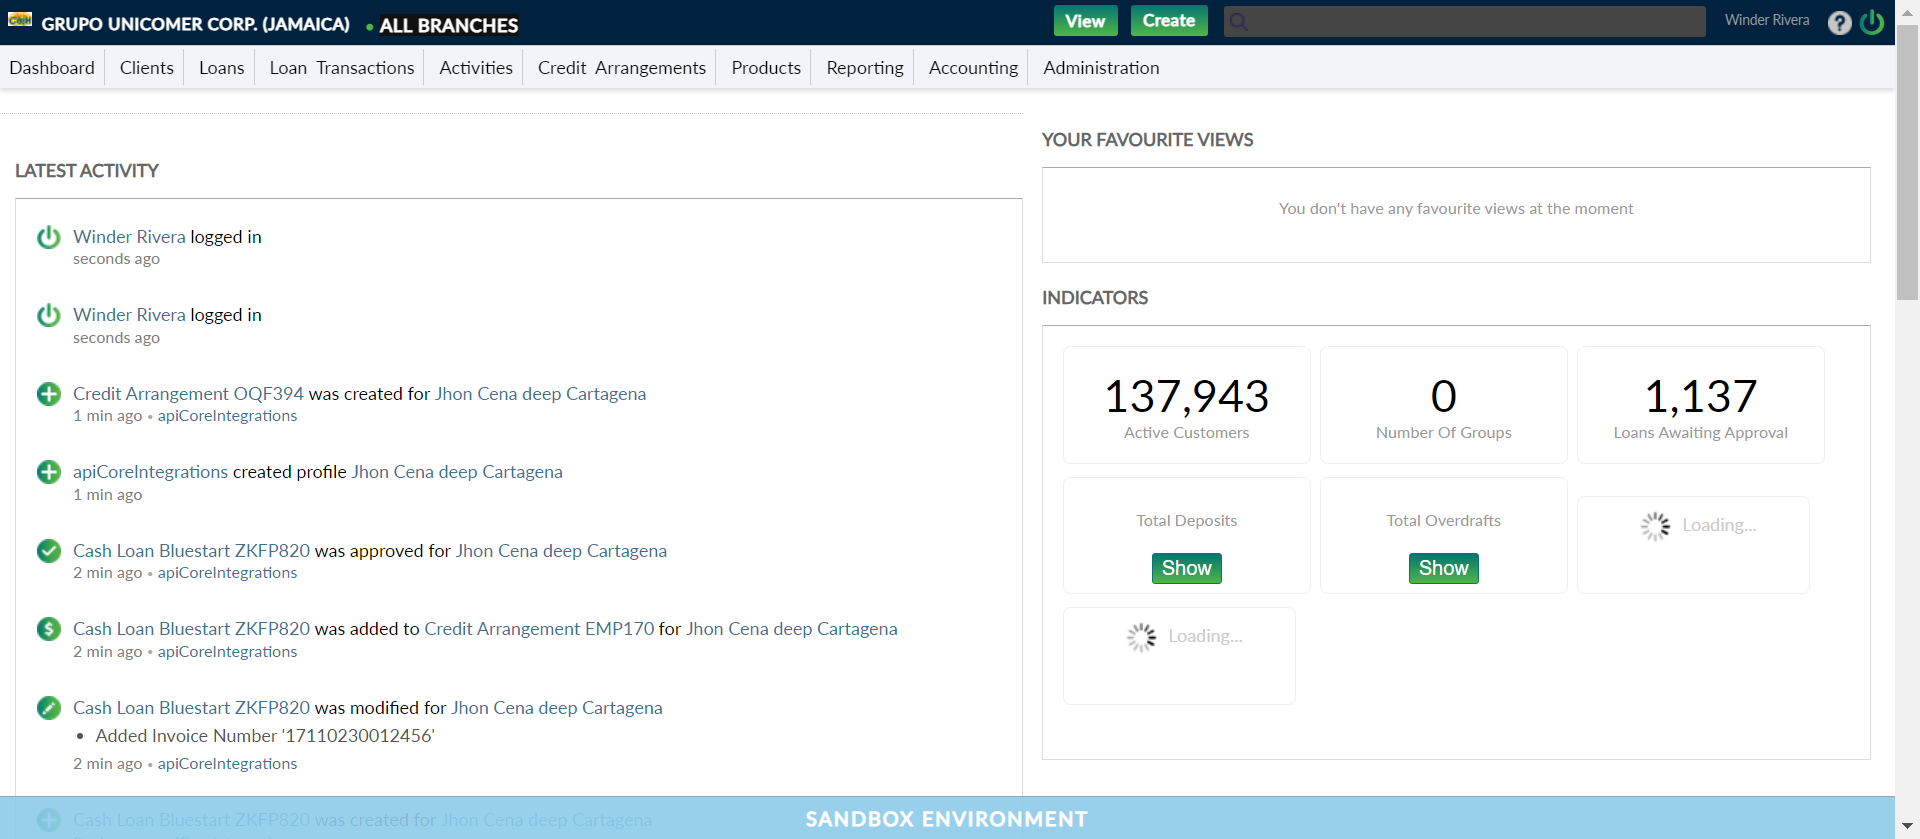 Cash
GRUPO UNICOMER CORP. (JAMAICA) • ALL BRANCHES
View
Create
Winder Rivera
?
Dashboard
Clients
Loans
Loan Transactions
Activities
Credit Arrangements
Products
Reporting
Accounting
Administration
LATEST ACTIVITY
Winder Rivera logged in
seconds ago
Winder Rivera logged in
seconds ago
Credit Arrangement OQF394 was created for Jhon Cena deep Cartagena
1 min ago • apiCoreIntegrations
apiCoreIntegrations created profile Jhon Cena deep Cartagena
1 min ago
Cash Loan Bluestart ZKFP820 was approved for Jhon Cena deep Cartagena
2 min ago • apiCoreIntegrations
$
Cash Loan Bluestart ZKFP820 was added to Credit Arrangement EMP170 for Jhon Cena deep Cartagena
2 min ago • apiCoreIntegrations
Cash Loan Bluestart ZKFP820 was modified for Jhon Cena deep Cartagena
• Added Invoice Number '17110230012456'
2 min ago • apiCoreIntegrations
Cash Loan Bluestart ZKFP820 was created for Jhon Cena deep Cartagena
YOUR FAVOURITE VIEWS
You don't have any favourite views at the moment
INDICATORS
137,943
Active Customers
0
Number Of Groups
1,137
Loans Awaiting Approval
Total Deposits
Show
Total Overdrafts
Show
Loading...
Loading...
SANDBOX ENVIRONMENT